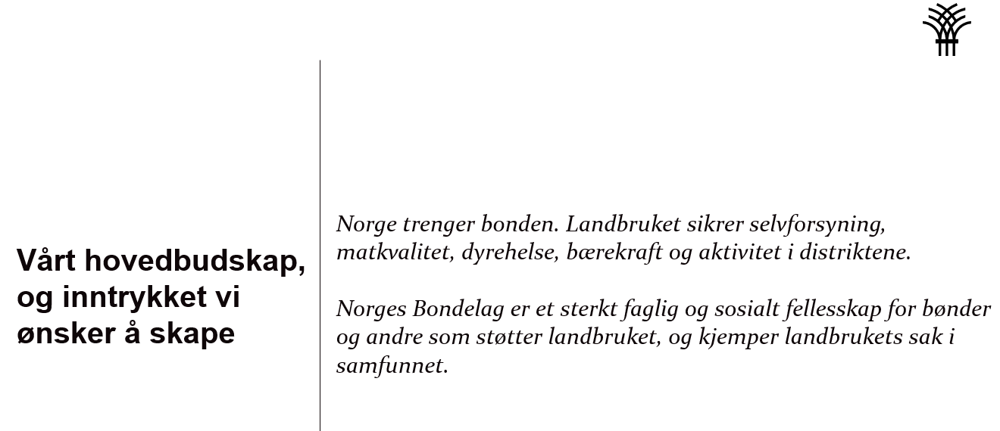 Vårt hovedbudskap,
og inntrykket vi
ønsker å skape
Norge trenger bonden. Landbruket sikrer selvforsyning,
matkvalitet, dyrehelse, bærekraft og aktivitet i distriktene.
Norges Bondelag er et sterkt faglig og sosialt fellesskap for bønder
og andre som støtter landbruket, og kjemper landbrukets sak i
samfunnet.